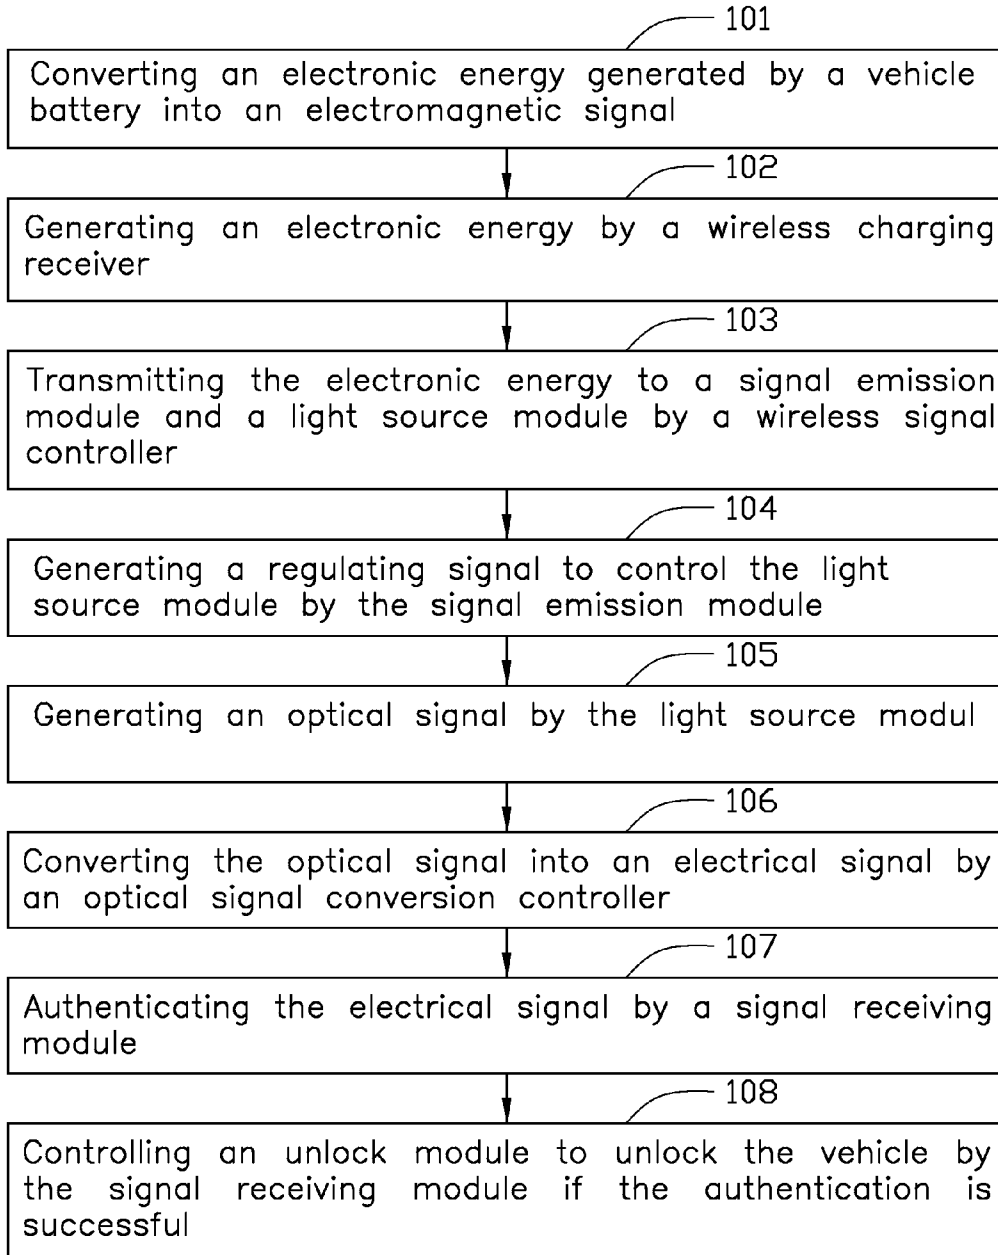 101
Converting an electronic energy generated by a vehicle
battery into an electromagnetic signal
102
Generating an electronic energy by a wireless charging
receiver
103
Transmitting the electronic energy to a signal emission
module and a light source module by a wireless signal
controller
104
Generating a regulating signal to control the light
source module by the signal emission module
105
Generating an optical signal by the light source modul
106
Converting the optical signal into an electrical signal by
an optical signal conversion controller
107
Authenticating the electrical signal by a signal receiving
module
108
Controlling an unlock module to unlock the vehicle by
the signal receiving module if the authentication is
successful